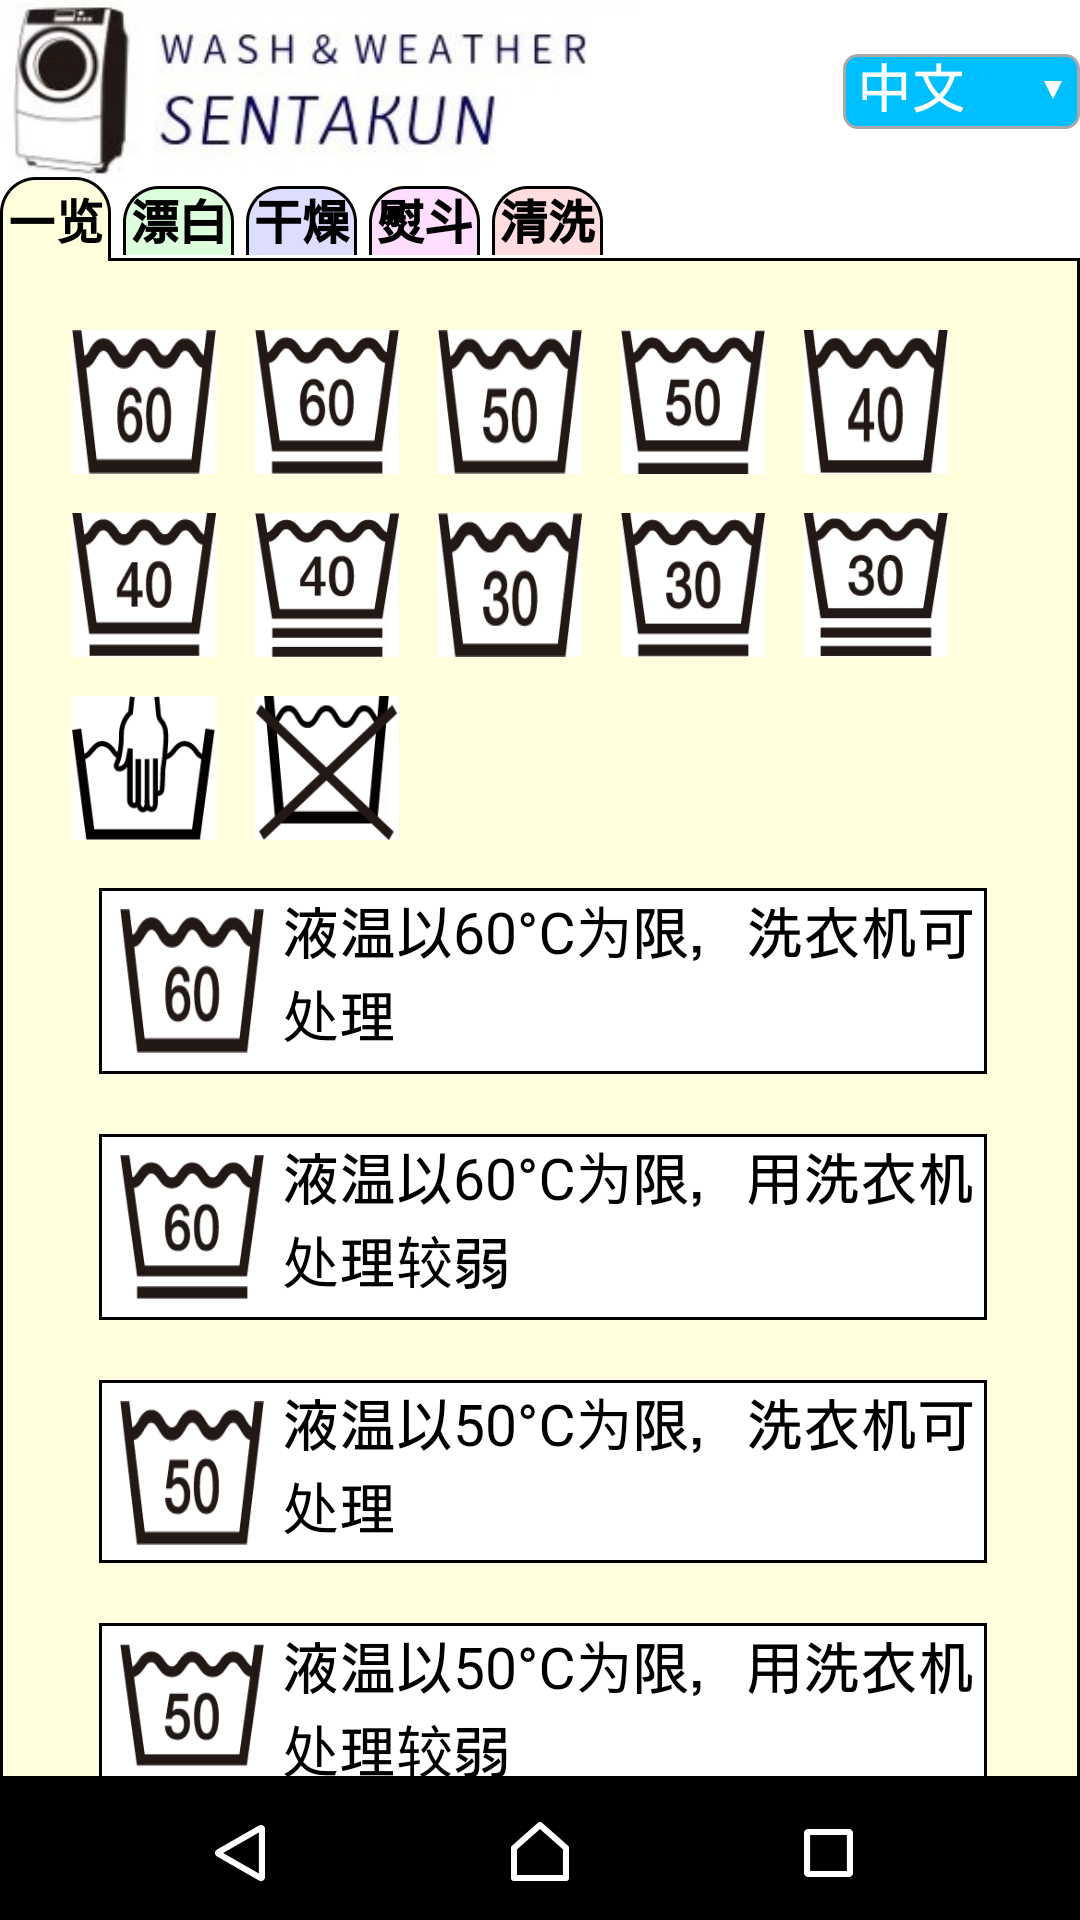 WASH & WEATHER
SENTAKUN
中文
一览 漂白 干燥 熨斗 清洗
60 60 50 50 40
40 40 30 30 30
60
液温以60°C为限，洗衣机可
处理
60
液温以60°C为限，用洗衣机
处理较弱
50
液温以50°C为限，洗衣机可
处理
50
液温以50°C为限，用洗衣机
处理较弱